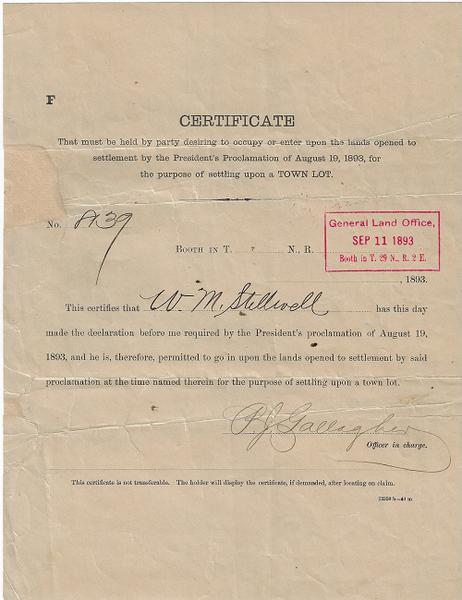 F
CERTIFICATE
That must be held by party desiring to occupy or enter upon the lands opened to
settlement by the President's Proclamation of August 19, 1893, for
the purpose of settling upon a TOWN LOT.
No. 8139
General Land Office,
SEP 11 1893
Booth in T. 29 N., R. 2 E.
BOOTH IN T. N., R.
, 1893.
This certifies that W. M. Stillwell has this day
made the declaration before me required by the President's proclamation of August 19,
1893, and he is, therefore, permitted to go in upon the lands opened to settlement by said
proclamation at the time named therein for the purpose of settling upon a town lot.
P J Gallagher
Officer in charge.
This certificate is not transferable. The holder will display the certificate, if demanded, after locating on claim.